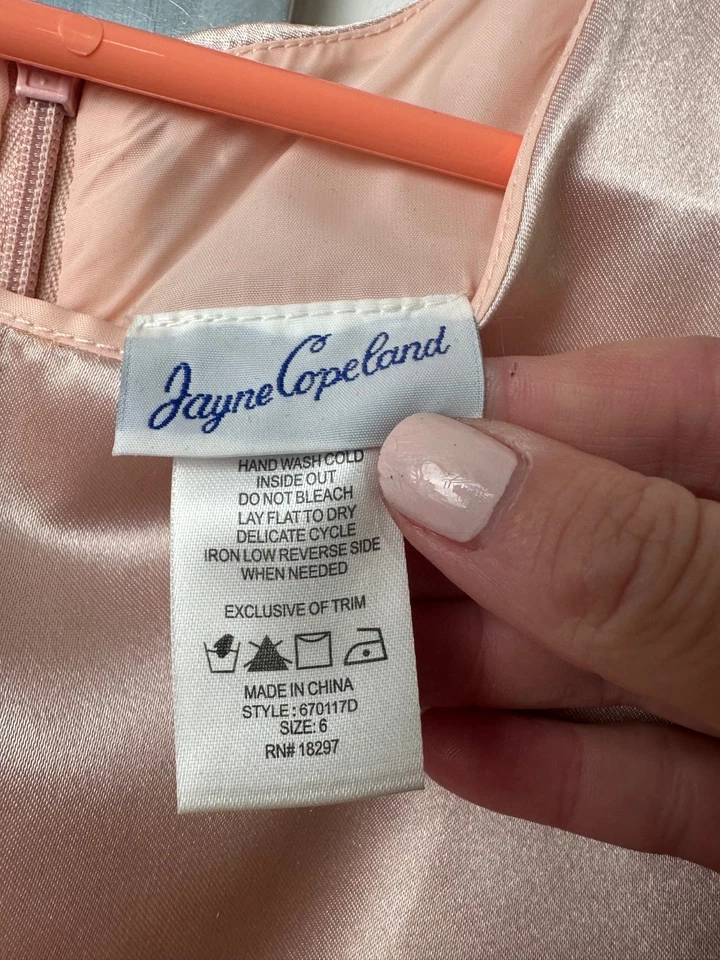 Jayne Copeland
HAND WASH COLD
INSIDE OUT
DO NOT BLEACH
LAY FLAT TO DRY
DELICATE CYCLE
IRON LOW REVERSE SIDE
WHEN NEEDED
EXCLUSIVE OF TRIM
MADE IN CHINA
STYLE : 670117D
SIZE: 6
RN# 18297